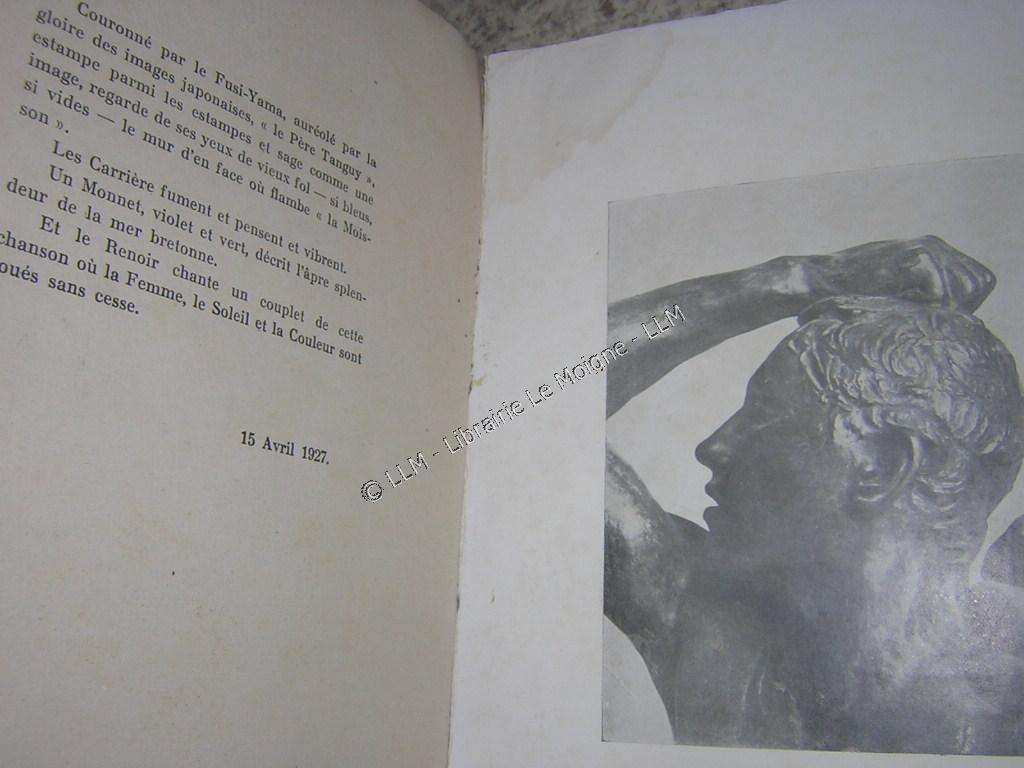 Couronné par le Fusi-Yama, auréolé par la
gloire des images japonaises, « le Père Tanguy »,
estampe parmi les estampes et sage comme une
image, regarde de ses yeux de vieux fol — si bleus,
si vides — le mur d'en face où flambe « la Mois-
son ».
Les Carrière fument et pensent et vibrent.
Un Monnet, violet et vert, décrit l'âpre splen-
deur de la mer bretonne.
Et le Renoir chante un couplet de cette
chanson où la Femme, le Soleil et la Couleur sont
oués sans cesse.
15 Avril 1927.
© LLM - Librairie Le Moigne - LLM